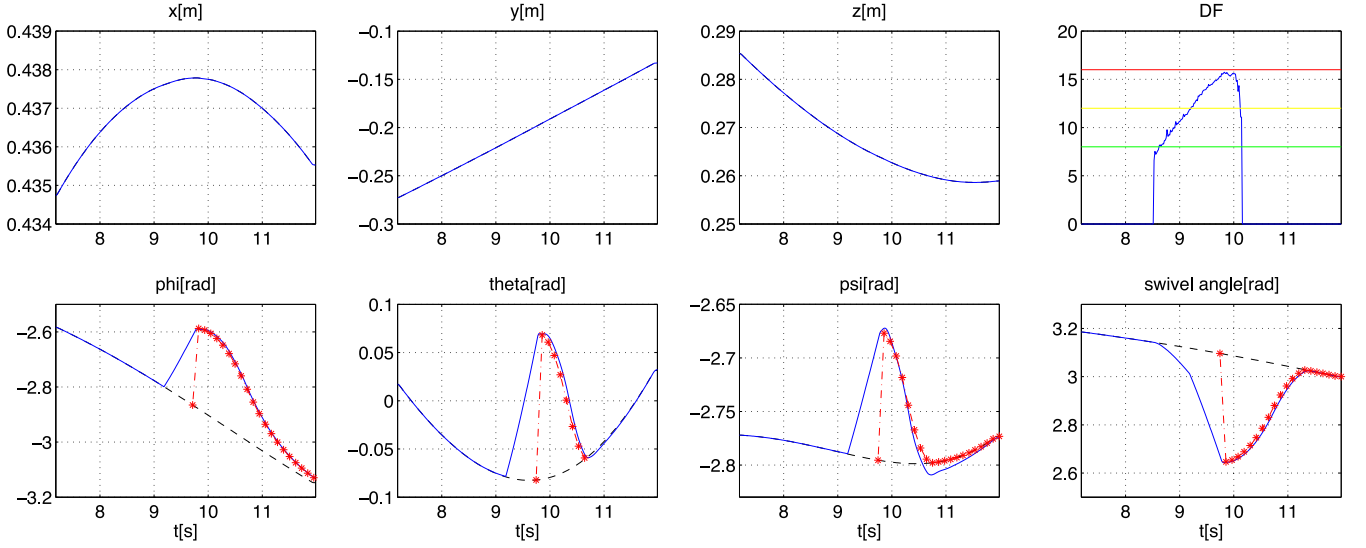 x[m] y[m] z[m] DF
0.439 −0.1 0.29 20
0.438 −0.15 0.28 15
0.437 −0.2 0.27 10
0.436
0.435 −0.25 0.26 5
0.434 −0.3 0.25 0
8 9 10 11 8 9 10 11 8 9 10 11 8 9 10 11
phi[rad] theta[rad] psi[rad] swivel angle[rad]
0.1 −2.65
−2.6 0.05 −2.7 3.2
−2.8 0 3
−3 −0.05 −2.75 2.8
−2.8 2.6
−3.2 −0.1
8 9 10 11 8 9 10 11 8 9 10 11 8 9 10 11
t[s] t[s] t[s] t[s]